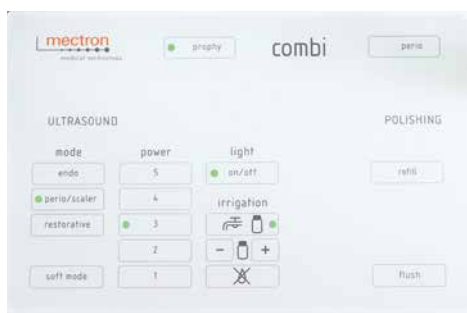 mectron
medical technology
prophy
combi
perio
ULTRASOUND
POLISHING
mode
power
light
endo
5
on/off
refill
perio/scaler
4
irrigation
restorative
3
2
- +
soft mode
1
flush